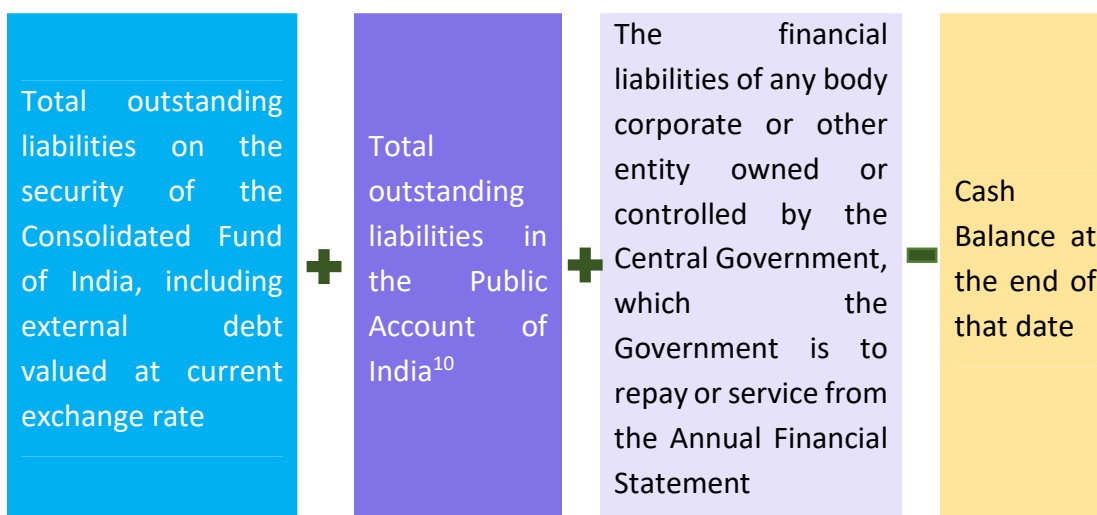 Total outstanding
liabilities on the
security of the
Consolidated Fund
of India, including
external debt
valued at current
exchange rate
Total
outstanding
liabilities in
the Public
Account of
India10
The financial
liabilities of any body
corporate or other
entity owned or
controlled by the
Central Government,
which the
Government is to
repay or service from
the Annual Financial
Statement
Cash
Balance at
the end of
that date